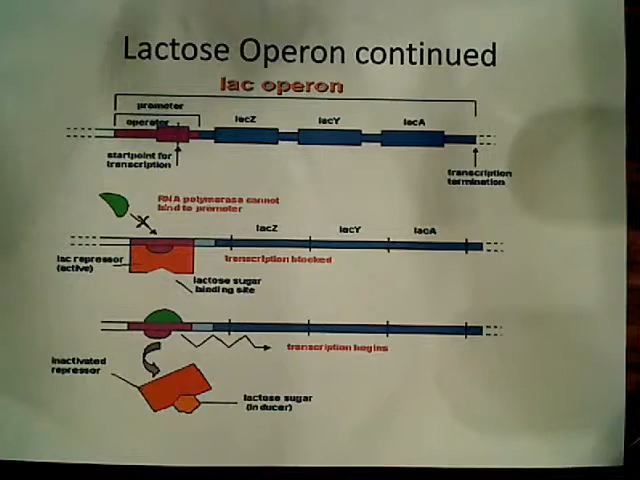 Lactose Operon continued
lac operon
promoter
operator
lacZ
lacY
lacA
startpoint for
transcription
transcription
termination
RNA polymerase cannot
bind to promoter
lacZ
lacY
lacA
lac repressor
(active)
transcription blocked
lactose sugar
binding site
transcription begins
inactivated
repressor
lactose sugar
(inducer)